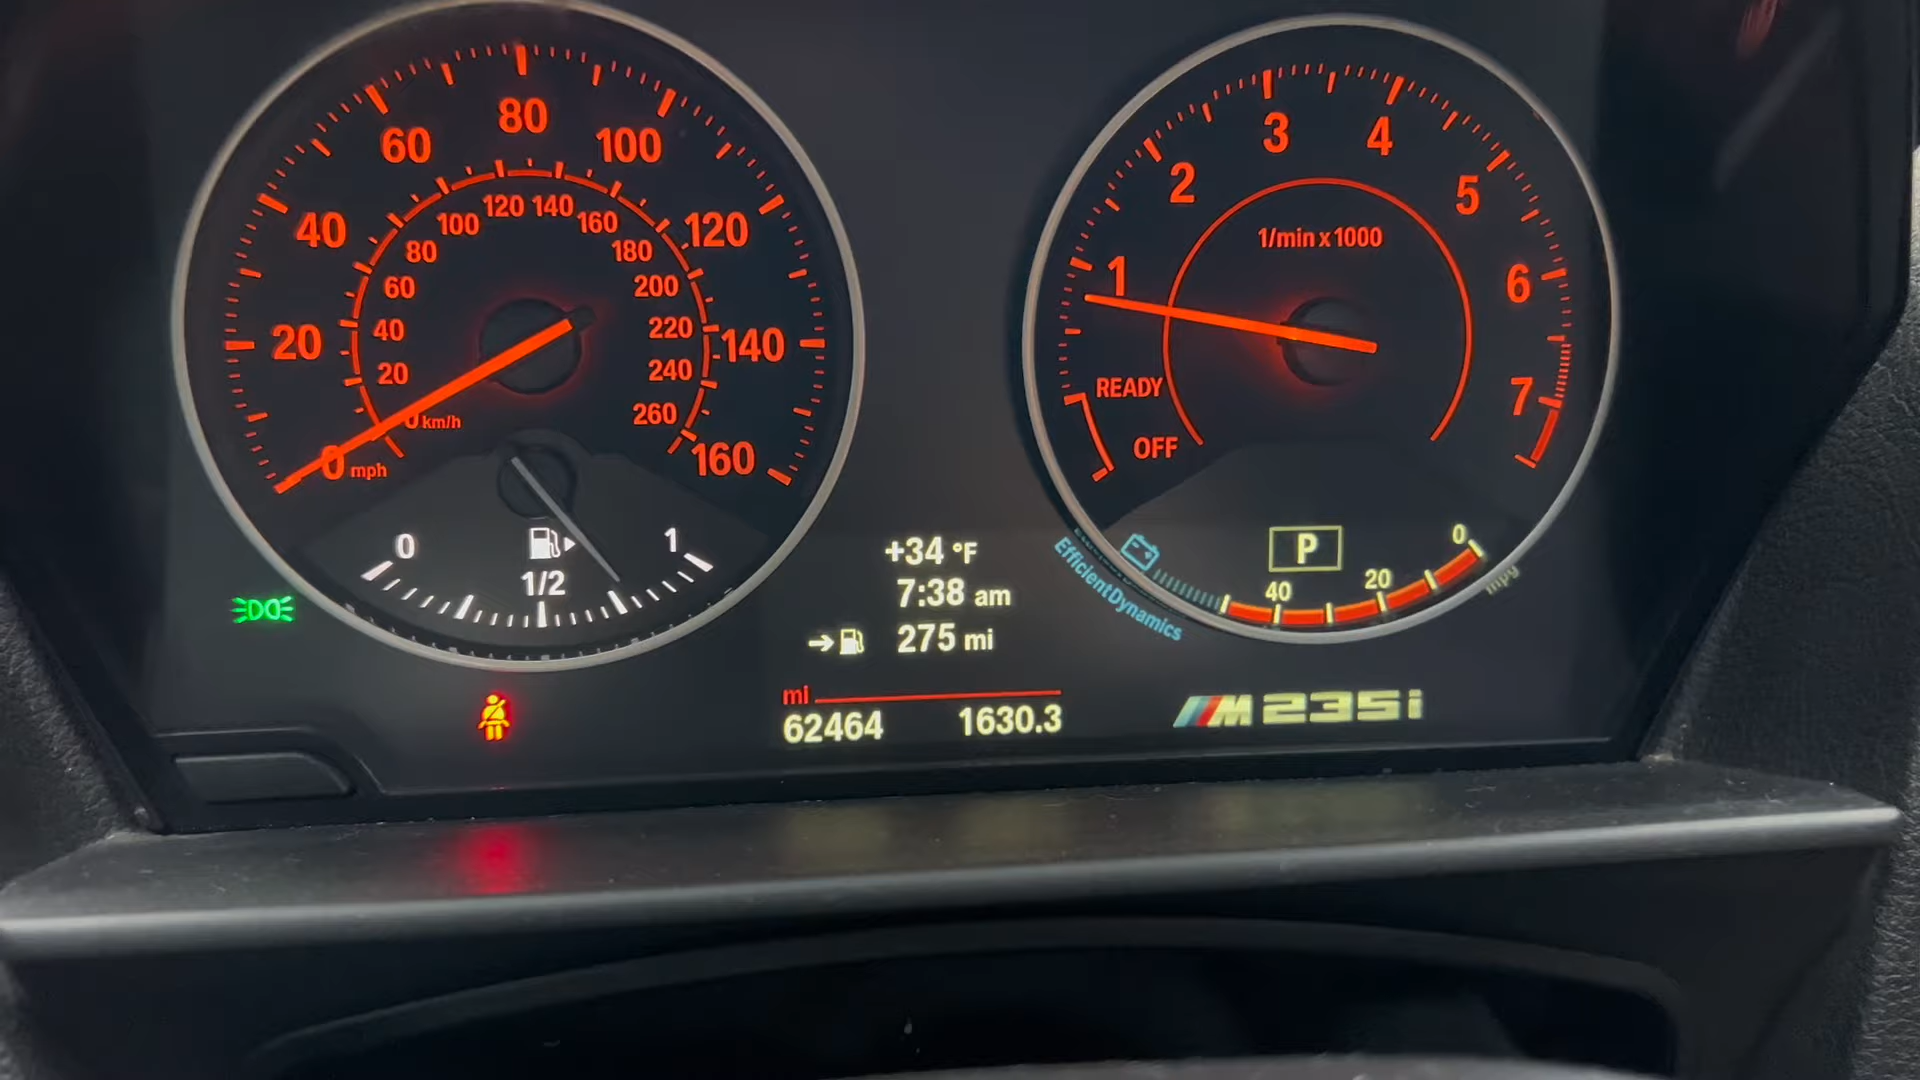 0 mph
20
40
60
80
100
120
140
160
0 km/h
20
40
60
80
100
120
140
160
180
200
220
240
260
0
1/2
1
+34 °F
7:38 am
275 mi
mi
62464 1630.3
OFF
READY
1
2
3
4
5
6
7
1/min x 1000
P
40
20
0
mpg
EfficientDynamics
M235i